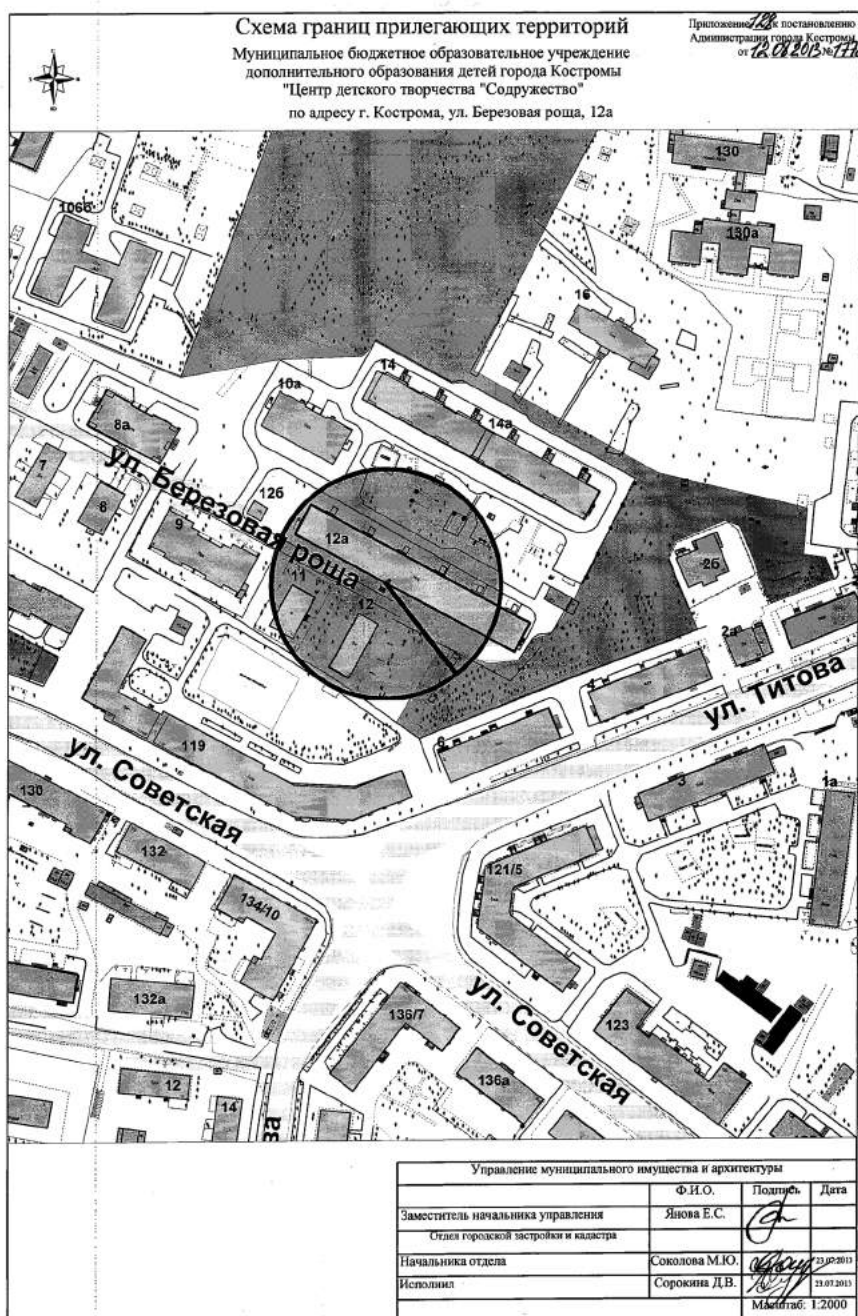 Схема границ прилегающих территорий
Муниципальное бюджетное образовательное учреждение
дополнительного образования детей города Костромы
"Центр детского творчества "Содружество"
по адресу г. Кострома, ул. Березовая роща, 12а
Приложение 128 к постановлению
Администрации города Костромы
от 12.08.2013 №
130
106б
130а
16
14
10а
14а
8а
7
ул. Березовая роща
12б
8
12а
9
2б
11
12
2а
4
ул. Титова
6
119
ул. Советская
3
1а
130
132
121/5
134/10
ул. Советская
132а
136/7
123
136а
12
14
ва
Управление муниципального имущества и архитектуры
Ф.И.О. Подпись Дата
Заместитель начальника управления Янова Е.С.
Отдел городской застройки и кадастра
Начальника отдела Соколова М.Ю. 23.07.2013
Исполнил Сорокина Д.В. 23.07.2013
Масштаб: 1:2000